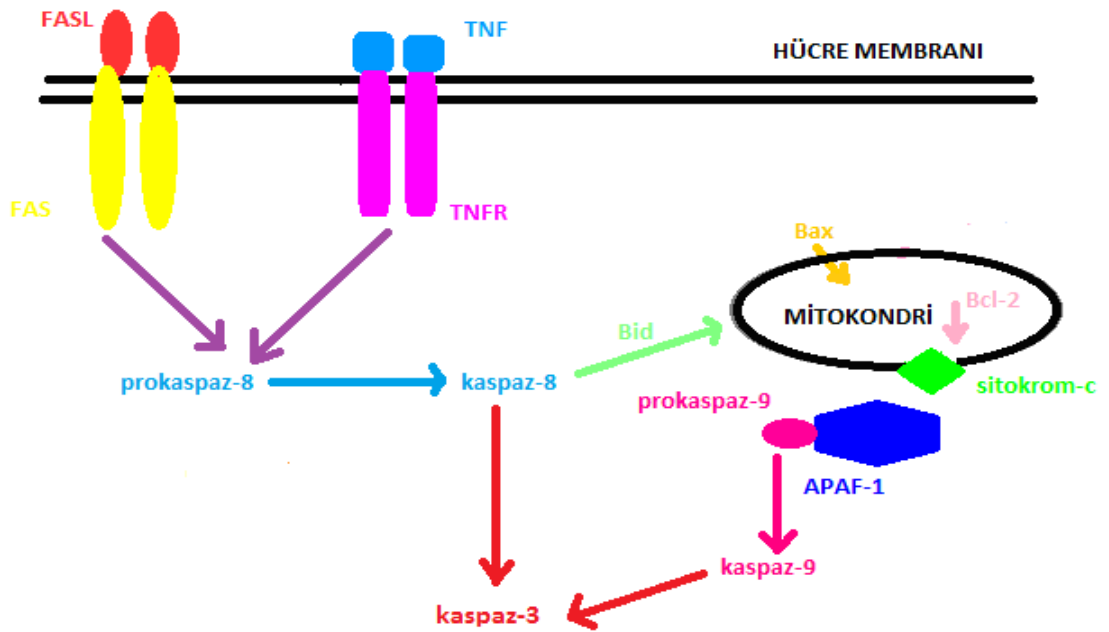 FASL
TNF
HÜCRE MEMBRANI
FAS
TNFR
Bax
Bcl-2
MİTOKONDRİ
Bid
prokaspaz-8
kaspaz-8
sitokrom-c
prokaspaz-9
APAF-1
kaspaz-9
kaspaz-3